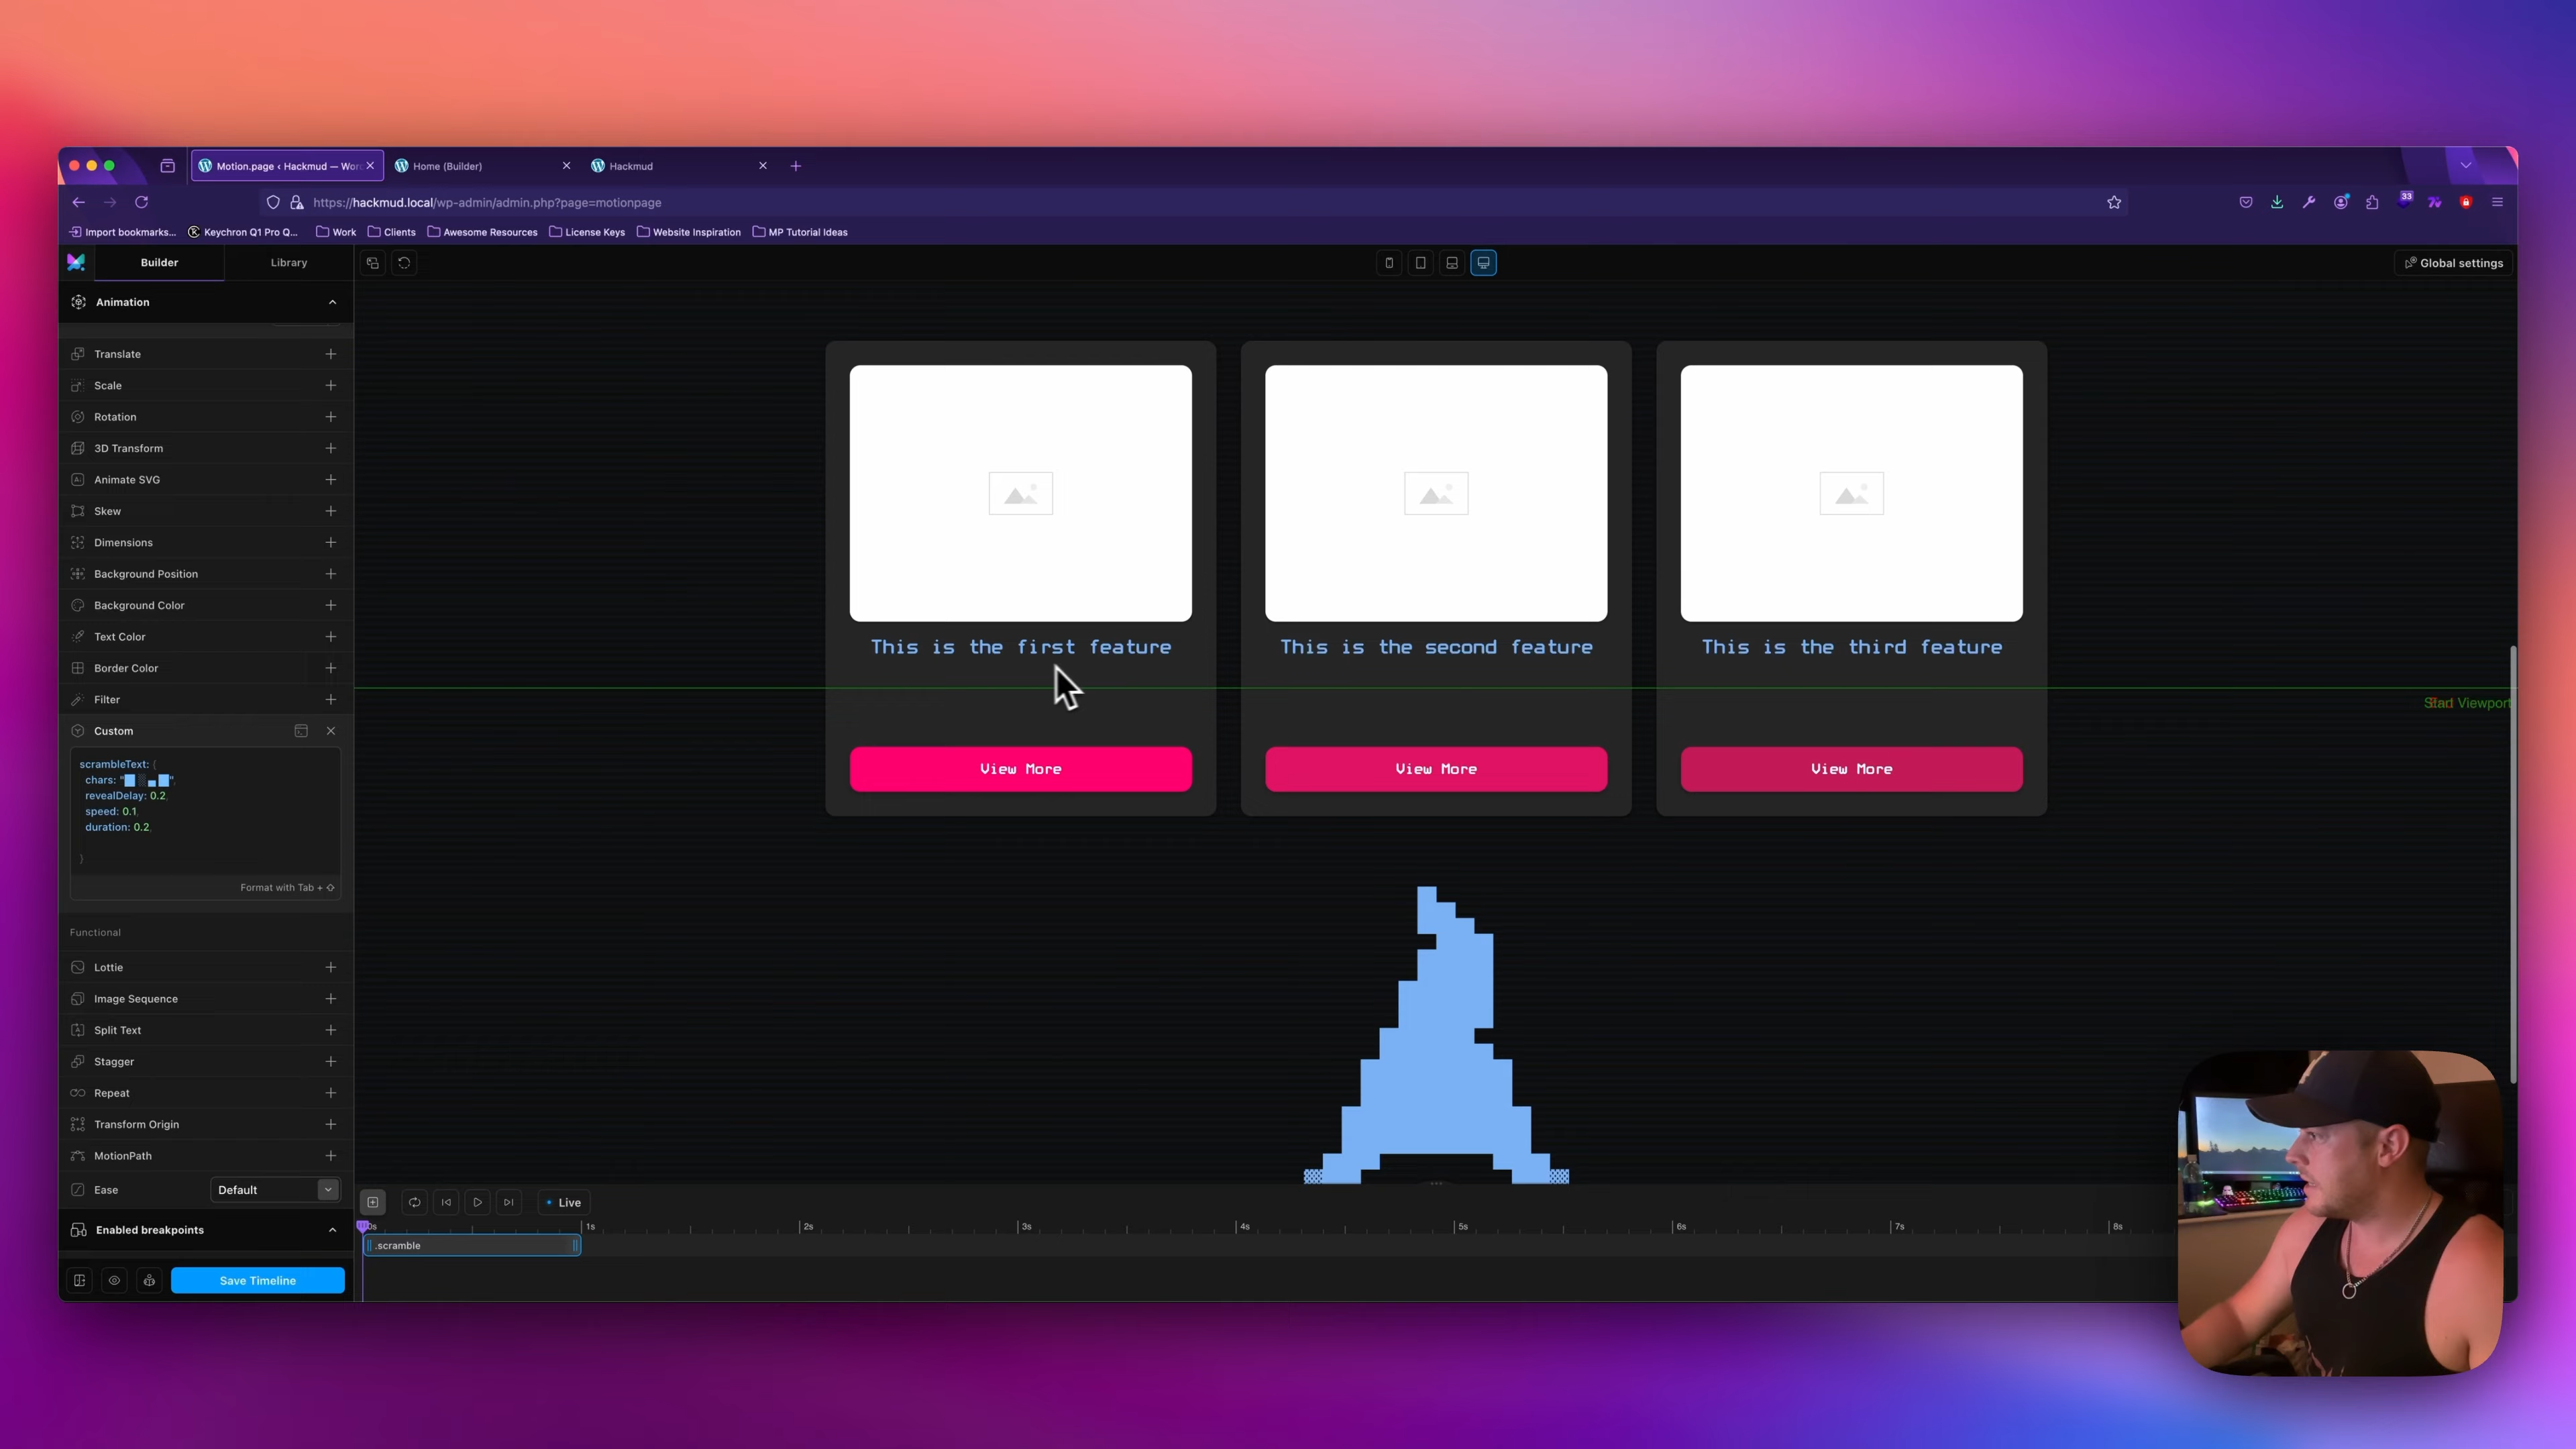 Motion.page ‹ Hackmud — Wor
Home (Builder)
Hackmud
https://hackmud.local/wp-admin/admin.php?page=motionpage
33
Import bookmarks...
Keychron Q1 Pro Q...
Work
Clients
Awesome Resources
License Keys
Website Inspiration
MP Tutorial Ideas
Builder
Library
Global settings
Animation
Translate
Scale
Rotation
3D Transform
Animate SVG
Skew
Dimensions
Background Position
Background Color
Text Color
Border Color
Filter
Custom
scrambleText: {
chars: "█ ░ ▄ █",
revealDelay: 0.2,
speed: 0.1,
duration: 0.2,
}
Format with Tab +
Functional
Lottie
Image Sequence
Split Text
Stagger
Repeat
Transform Origin
MotionPath
Ease
Default
Enabled breakpoints
Save Timeline
This is the first feature
This is the second feature
This is the third feature
Viewport
View More
View More
View More
Live
0s
1s
2s
3s
4s
5s
6s
7s
8s
.scramble